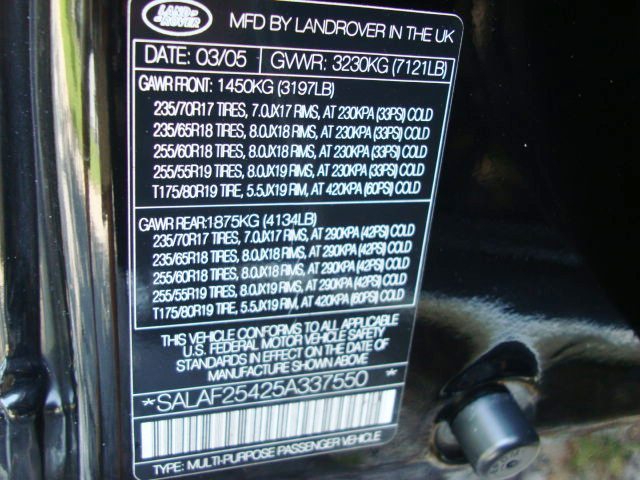 LAND
ROVER
MFD BY LANDROVER IN THE UK
DATE: 03/05 GVWR: 3230KG (7121LB)
GAWR FRONT: 1450KG (3197LB)
235/70R17 TIRES, 7.0JX17 RIMS, AT 230KPA (33PSI) COLD
235/65R18 TIRES, 8.0JX18 RIMS, AT 230KPA (33PSI) COLD
255/60R18 TIRES, 8.0JX18 RIMS, AT 230KPA (33PSI) COLD
255/55R19 TIRES, 8.0JX19 RIMS, AT 230KPA (33PSI) COLD
T175/80R19 TIRE, 5.5JX19 RIM, AT 420KPA (60PSI) COLD
GAWR REAR: 1875KG (4134LB)
235/70R17 TIRES, 7.0JX17 RIMS, AT 290KPA (42PSI) COLD
235/65R18 TIRES, 8.0JX18 RIMS, AT 290KPA (42PSI) COLD
255/60R18 TIRES, 8.0JX18 RIMS, AT 290KPA (42PSI) COLD
255/55R19 TIRES, 8.0JX19 RIMS, AT 290KPA (42PSI) COLD
T175/80R19 TIRE, 5.5JX19 RIM, AT 420KPA (60PSI) COLD
THIS VEHICLE CONFORMS TO ALL APPLICABLE
U.S. FEDERAL MOTOR VEHICLE SAFETY
STANDARDS IN EFFECT ON THE DATE OF
MANUFACTURE SHOWN ABOVE
*SALAF25425A337550*
TYPE: MULTI-PURPOSE PASSENGER VEHICLE